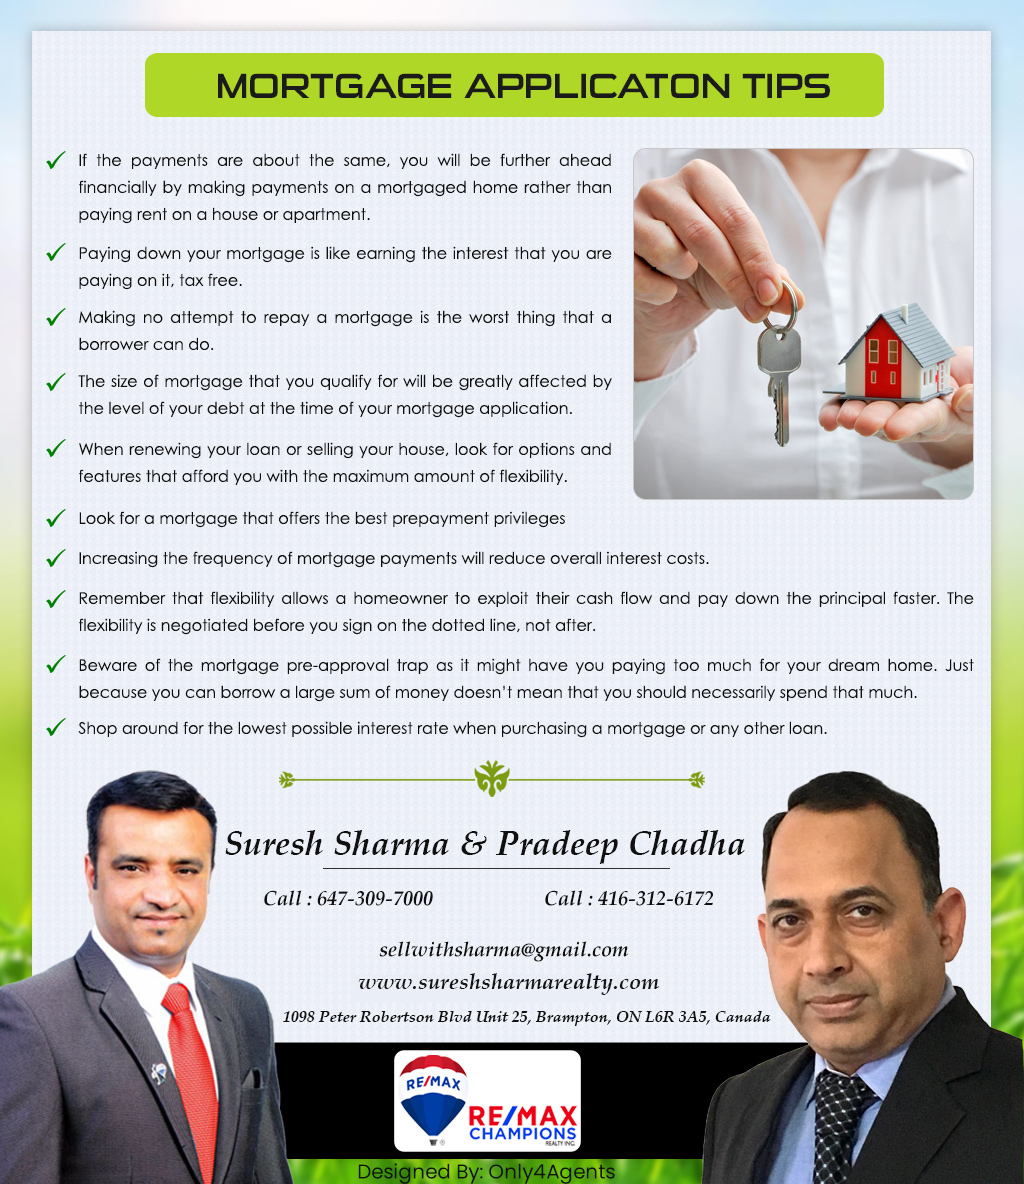 MORTGAGE APPLICATON TIPS
If the payments are about the same, you will be further ahead
financially by making payments on a mortgaged home rather than
paying rent on a house or apartment.
Paying down your mortgage is like earning the interest that you are
paying on it, tax free.
Making no attempt to repay a mortgage is the worst thing that a
borrower can do.
The size of mortgage that you qualify for will be greatly affected by
the level of your debt at the time of your mortgage application.
When renewing your loan or selling your house, look for options and
features that afford you with the maximum amount of flexibility.
Look for a mortgage that offers the best prepayment privileges
Increasing the frequency of mortgage payments will reduce overall interest costs.
Remember that flexibility allows a homeowner to exploit their cash flow and pay down the principal faster. The
flexibility is negotiated before you sign on the dotted line, not after.
Beware of the mortgage pre-approval trap as it might have you paying too much for your dream home. Just
because you can borrow a large sum of money doesn't mean that you should necessarily spend that much.
Shop around for the lowest possible interest rate when purchasing a mortgage or any other loan.
Suresh Sharma & Pradeep Chadha
Call : 647-309-7000 Call : 416-312-6172
sellwithsharma@gmail.com
www.sureshsharmarealty.com
1098 Peter Robertson Blvd Unit 25, Brampton, ON L6R 3A5, Canada
RE/MAX
RE/MAX
CHAMPIONS
REALTY INC.
Designed By: Only4Agents